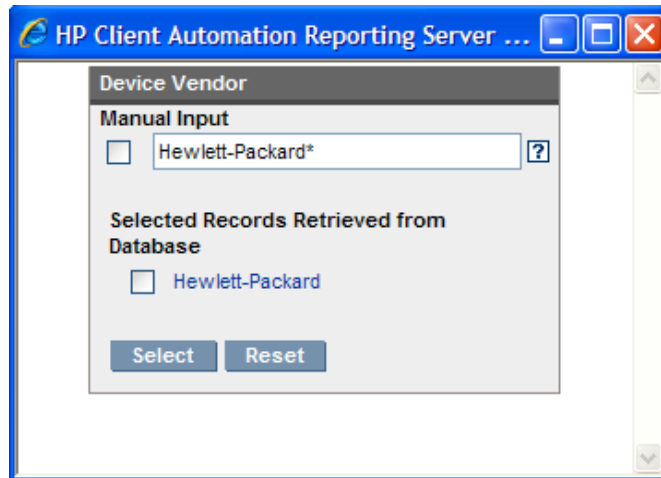 HP Client Automation Reporting Server ...
Device Vendor
Manual Input
Hewlett-Packard*
?
Selected Records Retrieved from
Database
Hewlett-Packard
Select Reset